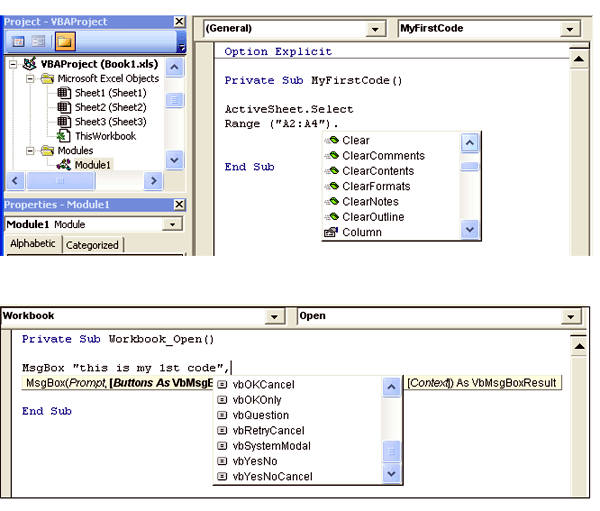 Project - VBAProject
VBAProject (Book1.xls)
Microsoft Excel Objects
Sheet1 (Sheet1)
Sheet2 (Sheet2)
Sheet3 (Sheet3)
ThisWorkbook
Modules
Module1
Properties - Module1
Module1 Module
Alphabetic Categorized
(General) MyFirstCode
Option Explicit
Private Sub MyFirstCode()
ActiveSheet.Select
Range ("A2:A4").
Clear
ClearComments
ClearContents
ClearFormats
ClearNotes
ClearOutline
Column
End Sub
Workbook Open
Private Sub Workbook_Open()
MsgBox "this is my 1st code",
MsgBox(Prompt, [Buttons As VbMsgB [Context]) As VbMsgBoxResult
vbOKCancel
vbOKOnly
vbQuestion
vbRetryCancel
vbSystemModal
vbYesNo
vbYesNoCancel
End Sub